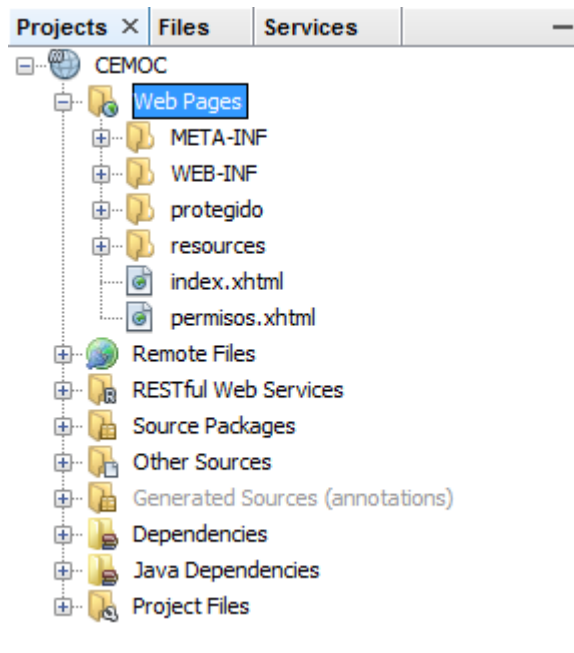 Projects × Files Services
CEMOC
Web Pages
META-INF
WEB-INF
protegido
resources
index.xhtml
permisos.xhtml
Remote Files
RESTful Web Services
Source Packages
Other Sources
Generated Sources (annotations)
Dependencies
Java Dependencies
Project Files